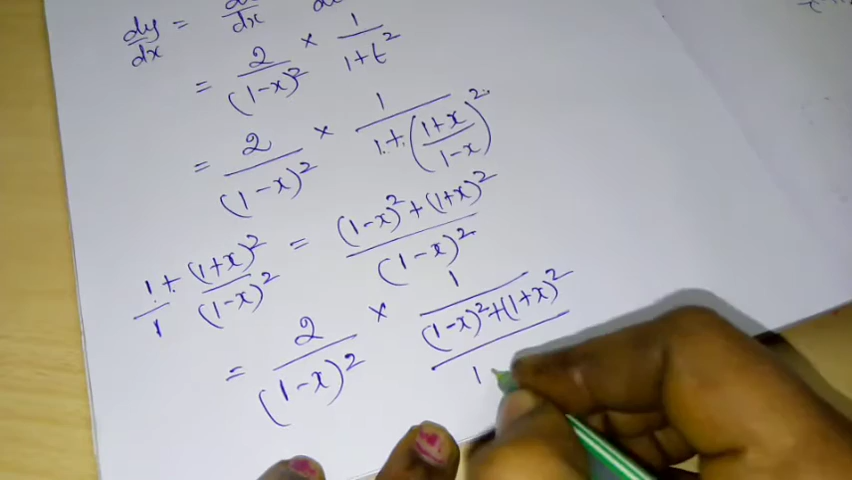 dy/dx =
= 2/(1-x)² × 1/(1+t²)
= 2/(1-x)² × 1/(1+((1+x)/(1-x))²)
1/1 + (1+x)²/(1-x)² = ((1-x)²+(1+x)²)/(1-x)²
= 2/(1-x)² × 1/(((1-x)²+(1+x)²)/1